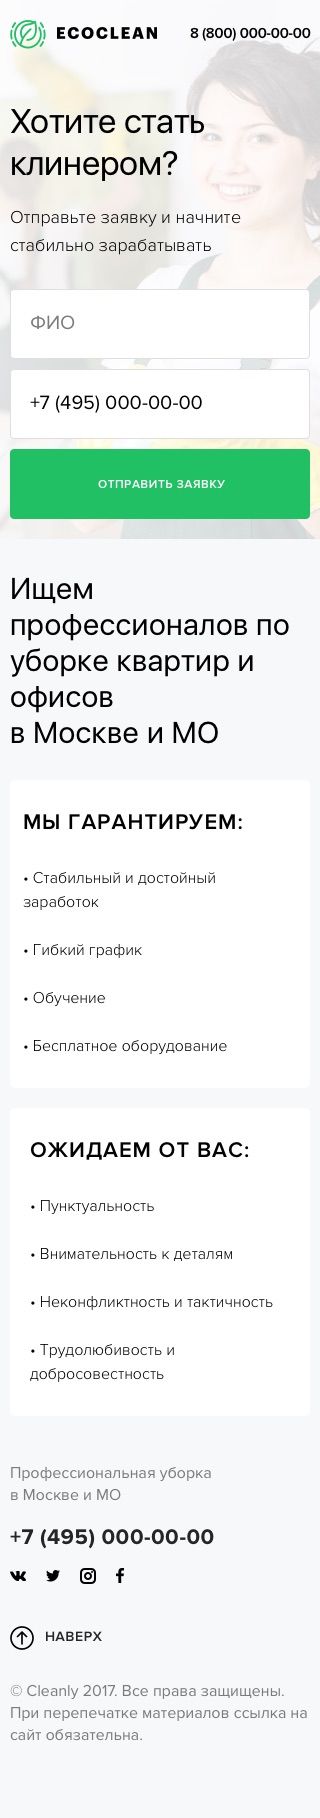 ECOCLEAN 8 (800) 000-00-00
Хотите стать
клинером?
Отправьте заявку и начните
стабильно зарабатывать
ФИО
+7 (495) 000-00-00
ОТПРАВИТЬ ЗАЯВКУ
Ищем
профессионалов по
уборке квартир и
офисов
в Москве и МО
МЫ ГАРАНТИРУЕМ:
• Стабильный и достойный
заработок
• Гибкий график
• Обучение
• Бесплатное оборудование
ОЖИДАЕМ ОТ ВАС:
• Пунктуальность
• Внимательность к деталям
• Неконфликтность и тактичность
• Трудолюбивость и
добросовестность
Профессиональная уборка
в Москве и МО
+7 (495) 000-00-00
НАВЕРХ
© Cleanly 2017. Все права защищены.
При перепечатке материалов ссылка на
сайт обязательна.